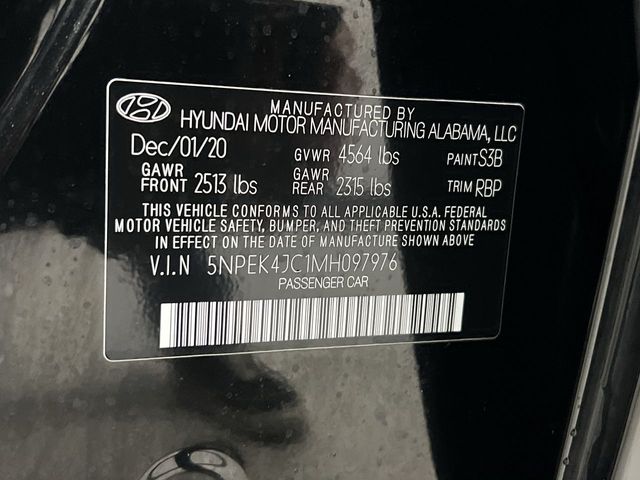 MANUFACTURED BY
HYUNDAI MOTOR MANUFACTURING ALABAMA, LLC
Dec/01/20 GVWR 4564 lbs PAINT S3B
GAWR FRONT 2513 lbs GAWR REAR 2315 lbs TRIM RBP
THIS VEHICLE CONFORMS TO ALL APPLICABLE U.S.A. FEDERAL
MOTOR VEHICLE SAFETY, BUMPER, AND THEFT PREVENTION STANDARDS
IN EFFECT ON THE DATE OF MANUFACTURE SHOWN ABOVE
V.I.N 5NPEK4JC1MH097976
PASSENGER CAR